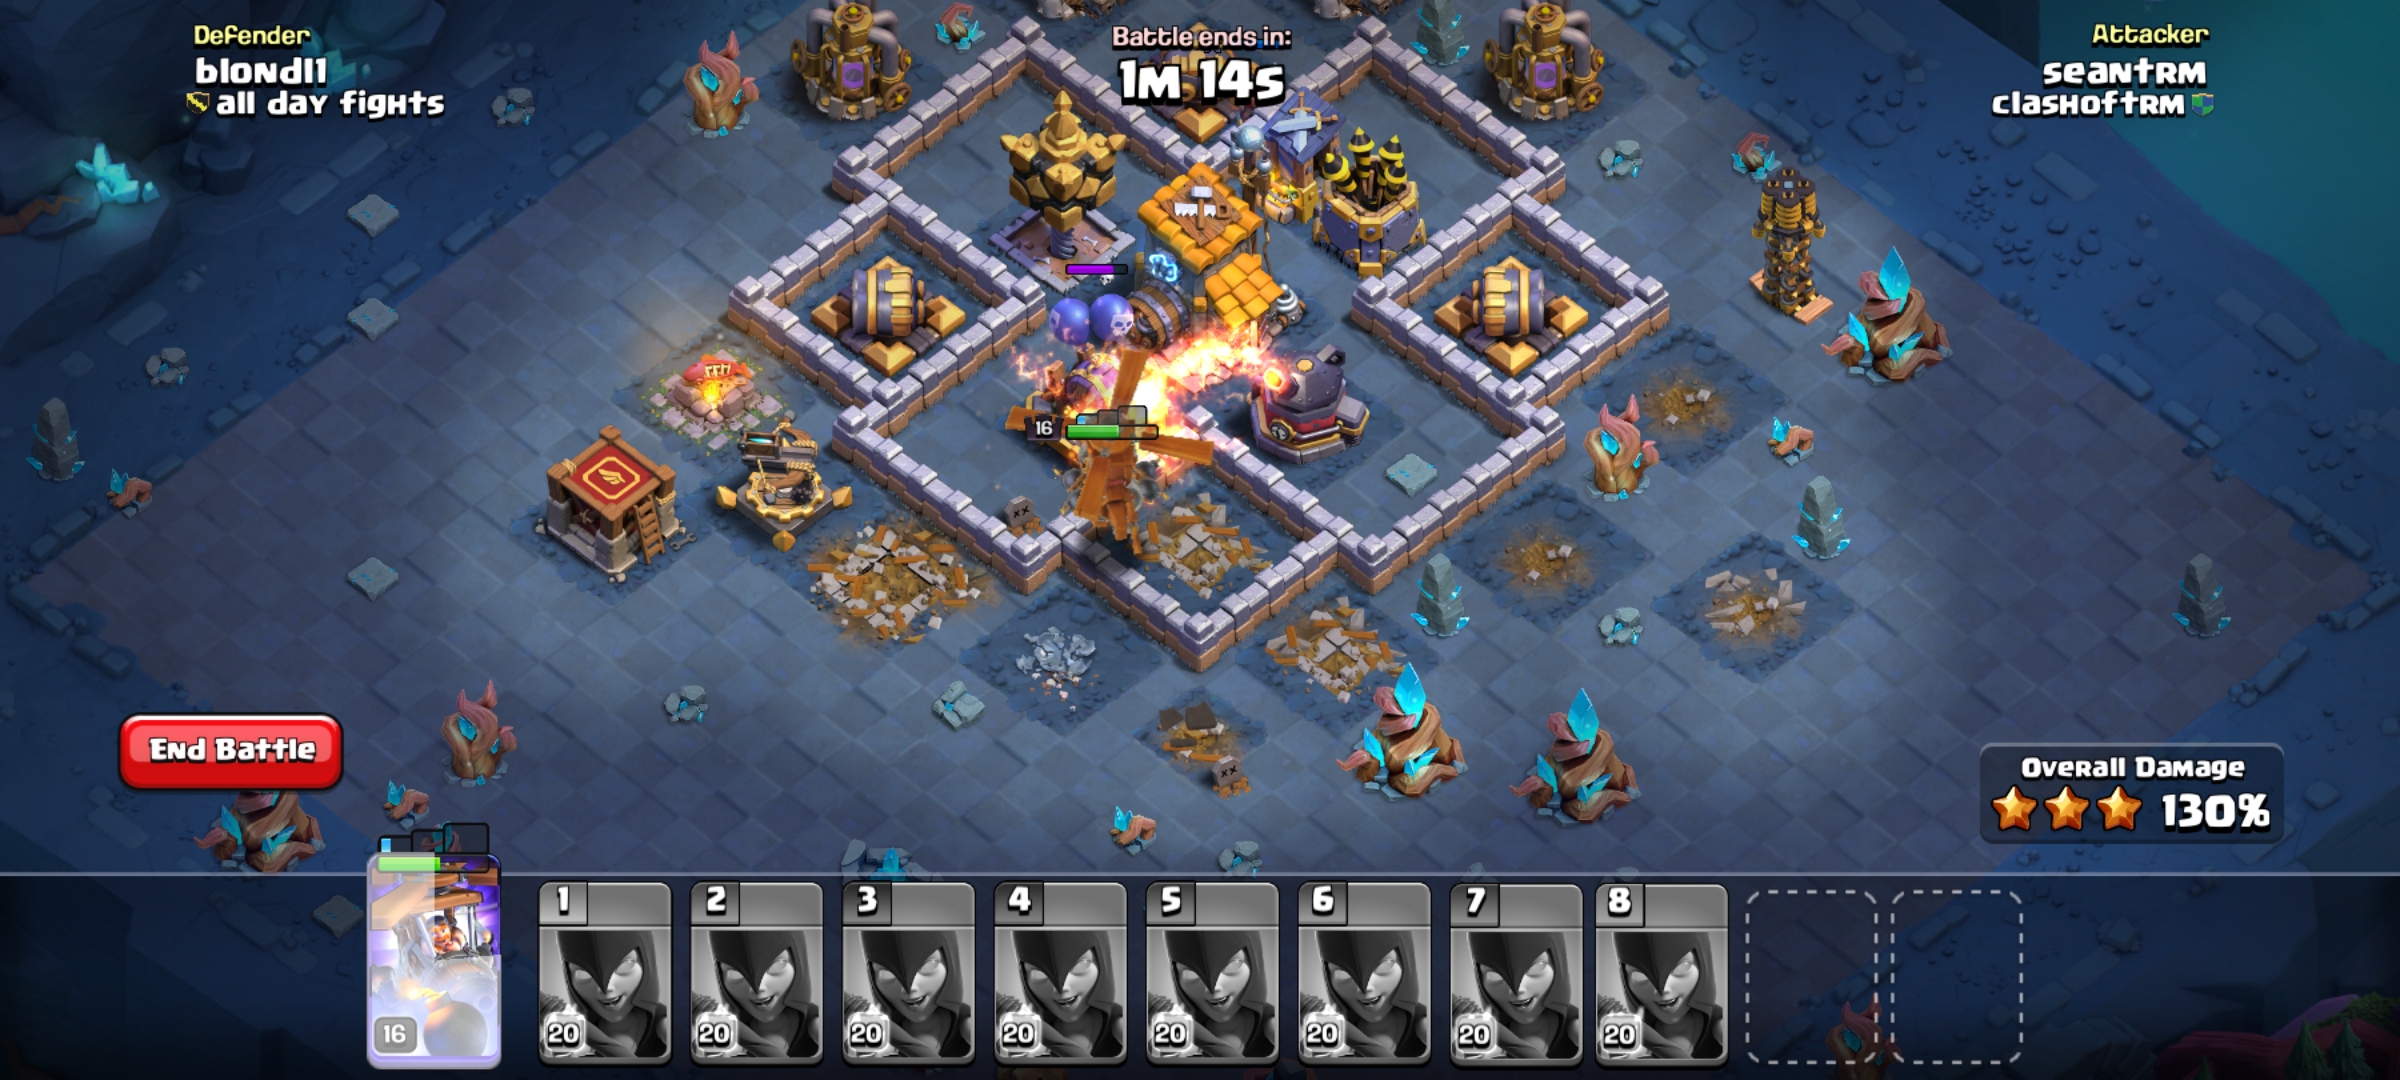 Defender
blondll
all day fights
Battle ends in:
1M 14s
Attacker
seantrm
clashoftrm
16
End Battle
Overall Damage
130%
16
1
2
3
4
5
6
7
8
20
20
20
20
20
20
20
20